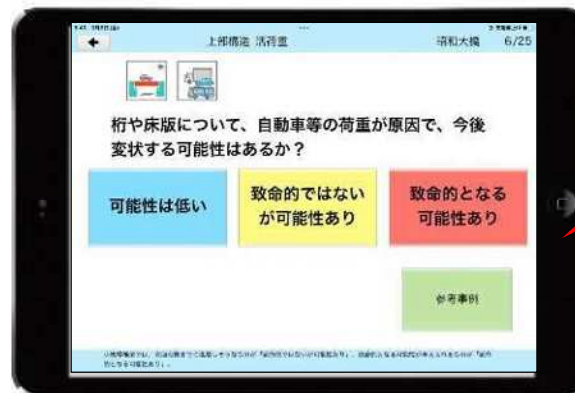 上部構造 活荷重
昭和大橋 6/25
桁や床版について、自動車等の荷重が原因で、今後
変状する可能性はあるか？
可能性は低い
致命的ではない
が可能性あり
致命的となる
可能性あり
参考事例